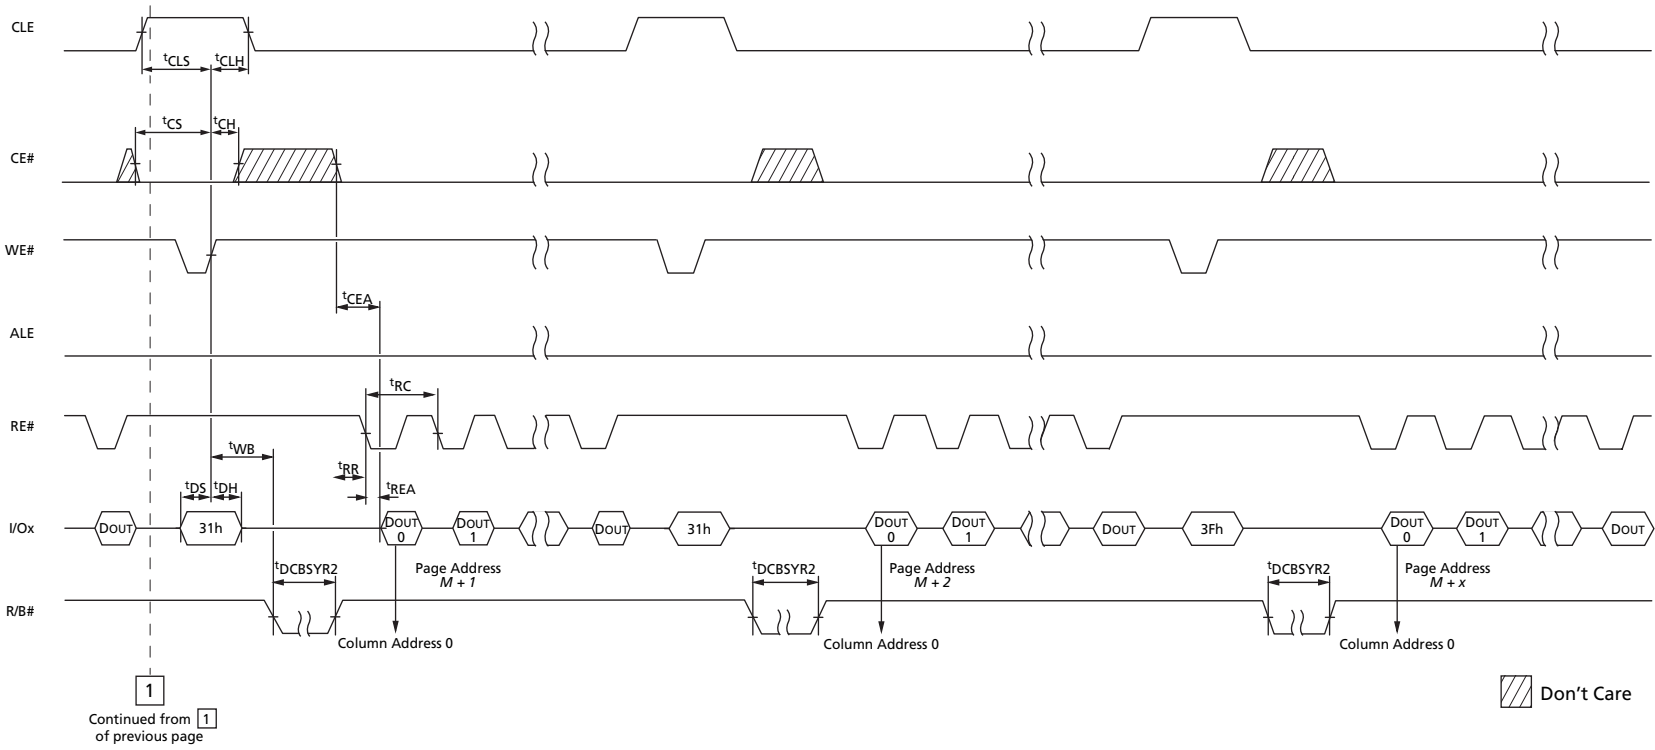 CLE
tCLS tCLH
tCS tCH
CE#
WE#
tCEA
ALE
tRC
RE#
tWB
tRR
tDS tDH tREA
I/Ox DOUT 31h DOUT 0 DOUT 1 DOUT 31h DOUT 0 DOUT 1 DOUT 3Fh DOUT 0 DOUT 1 DOUT
tDCBSYR2 Page Address M + 1 tDCBSYR2 Page Address M + 2 tDCBSYR2 Page Address M + x
R/B#
Column Address 0 Column Address 0 Column Address 0
1
Don't Care
Continued from 1
of previous page